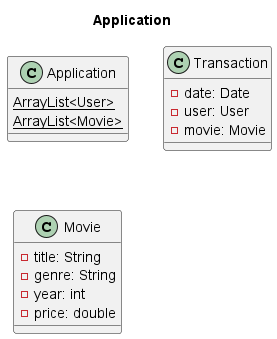 Application
C Application
ArrayList<User>
ArrayList<Movie>
C Transaction
date: Date
user: User
movie: Movie
C Movie
title: String
genre: String
year: int
price: double